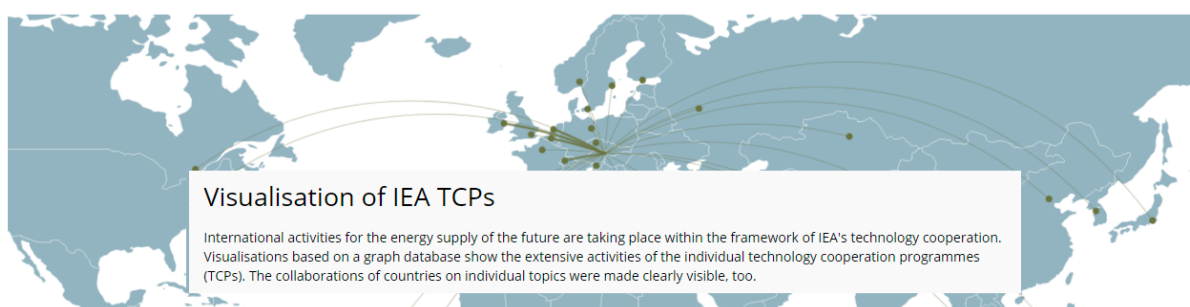 Visualisation of IEA TCPs
International activities for the energy supply of the future are taking place within the framework of IEA's technology cooperation.
Visualisations based on a graph database show the extensive activities of the individual technology cooperation programmes
(TCPs). The collaborations of countries on individual topics were made clearly visible, too.